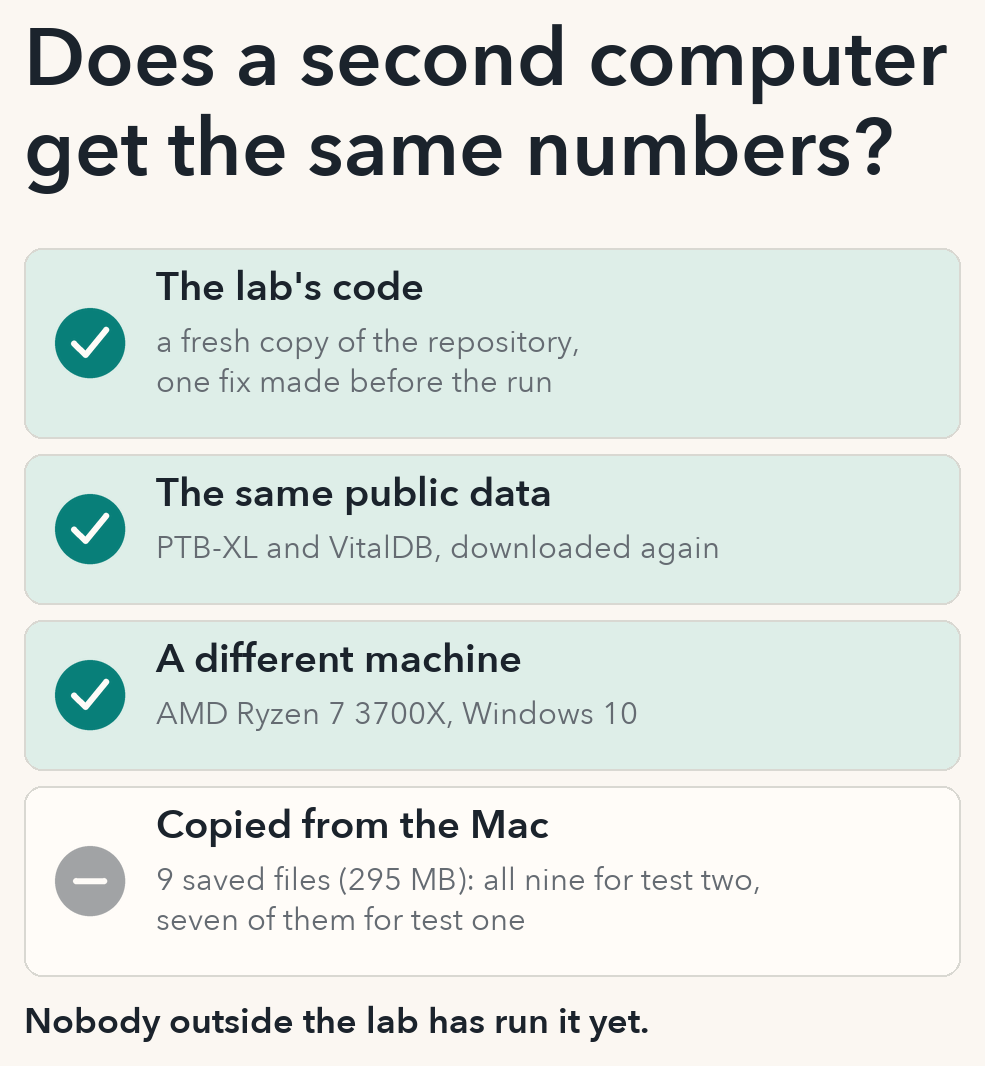 Does a second computer
get the same numbers?
The lab's code
a fresh copy of the repository,
one fix made before the run
The same public data
PTB-XL and VitalDB, downloaded again
A different machine
AMD Ryzen 7 3700X, Windows 10
Copied from the Mac
9 saved files (295 MB): all nine for test two,
seven of them for test one
Nobody outside the lab has run it yet.